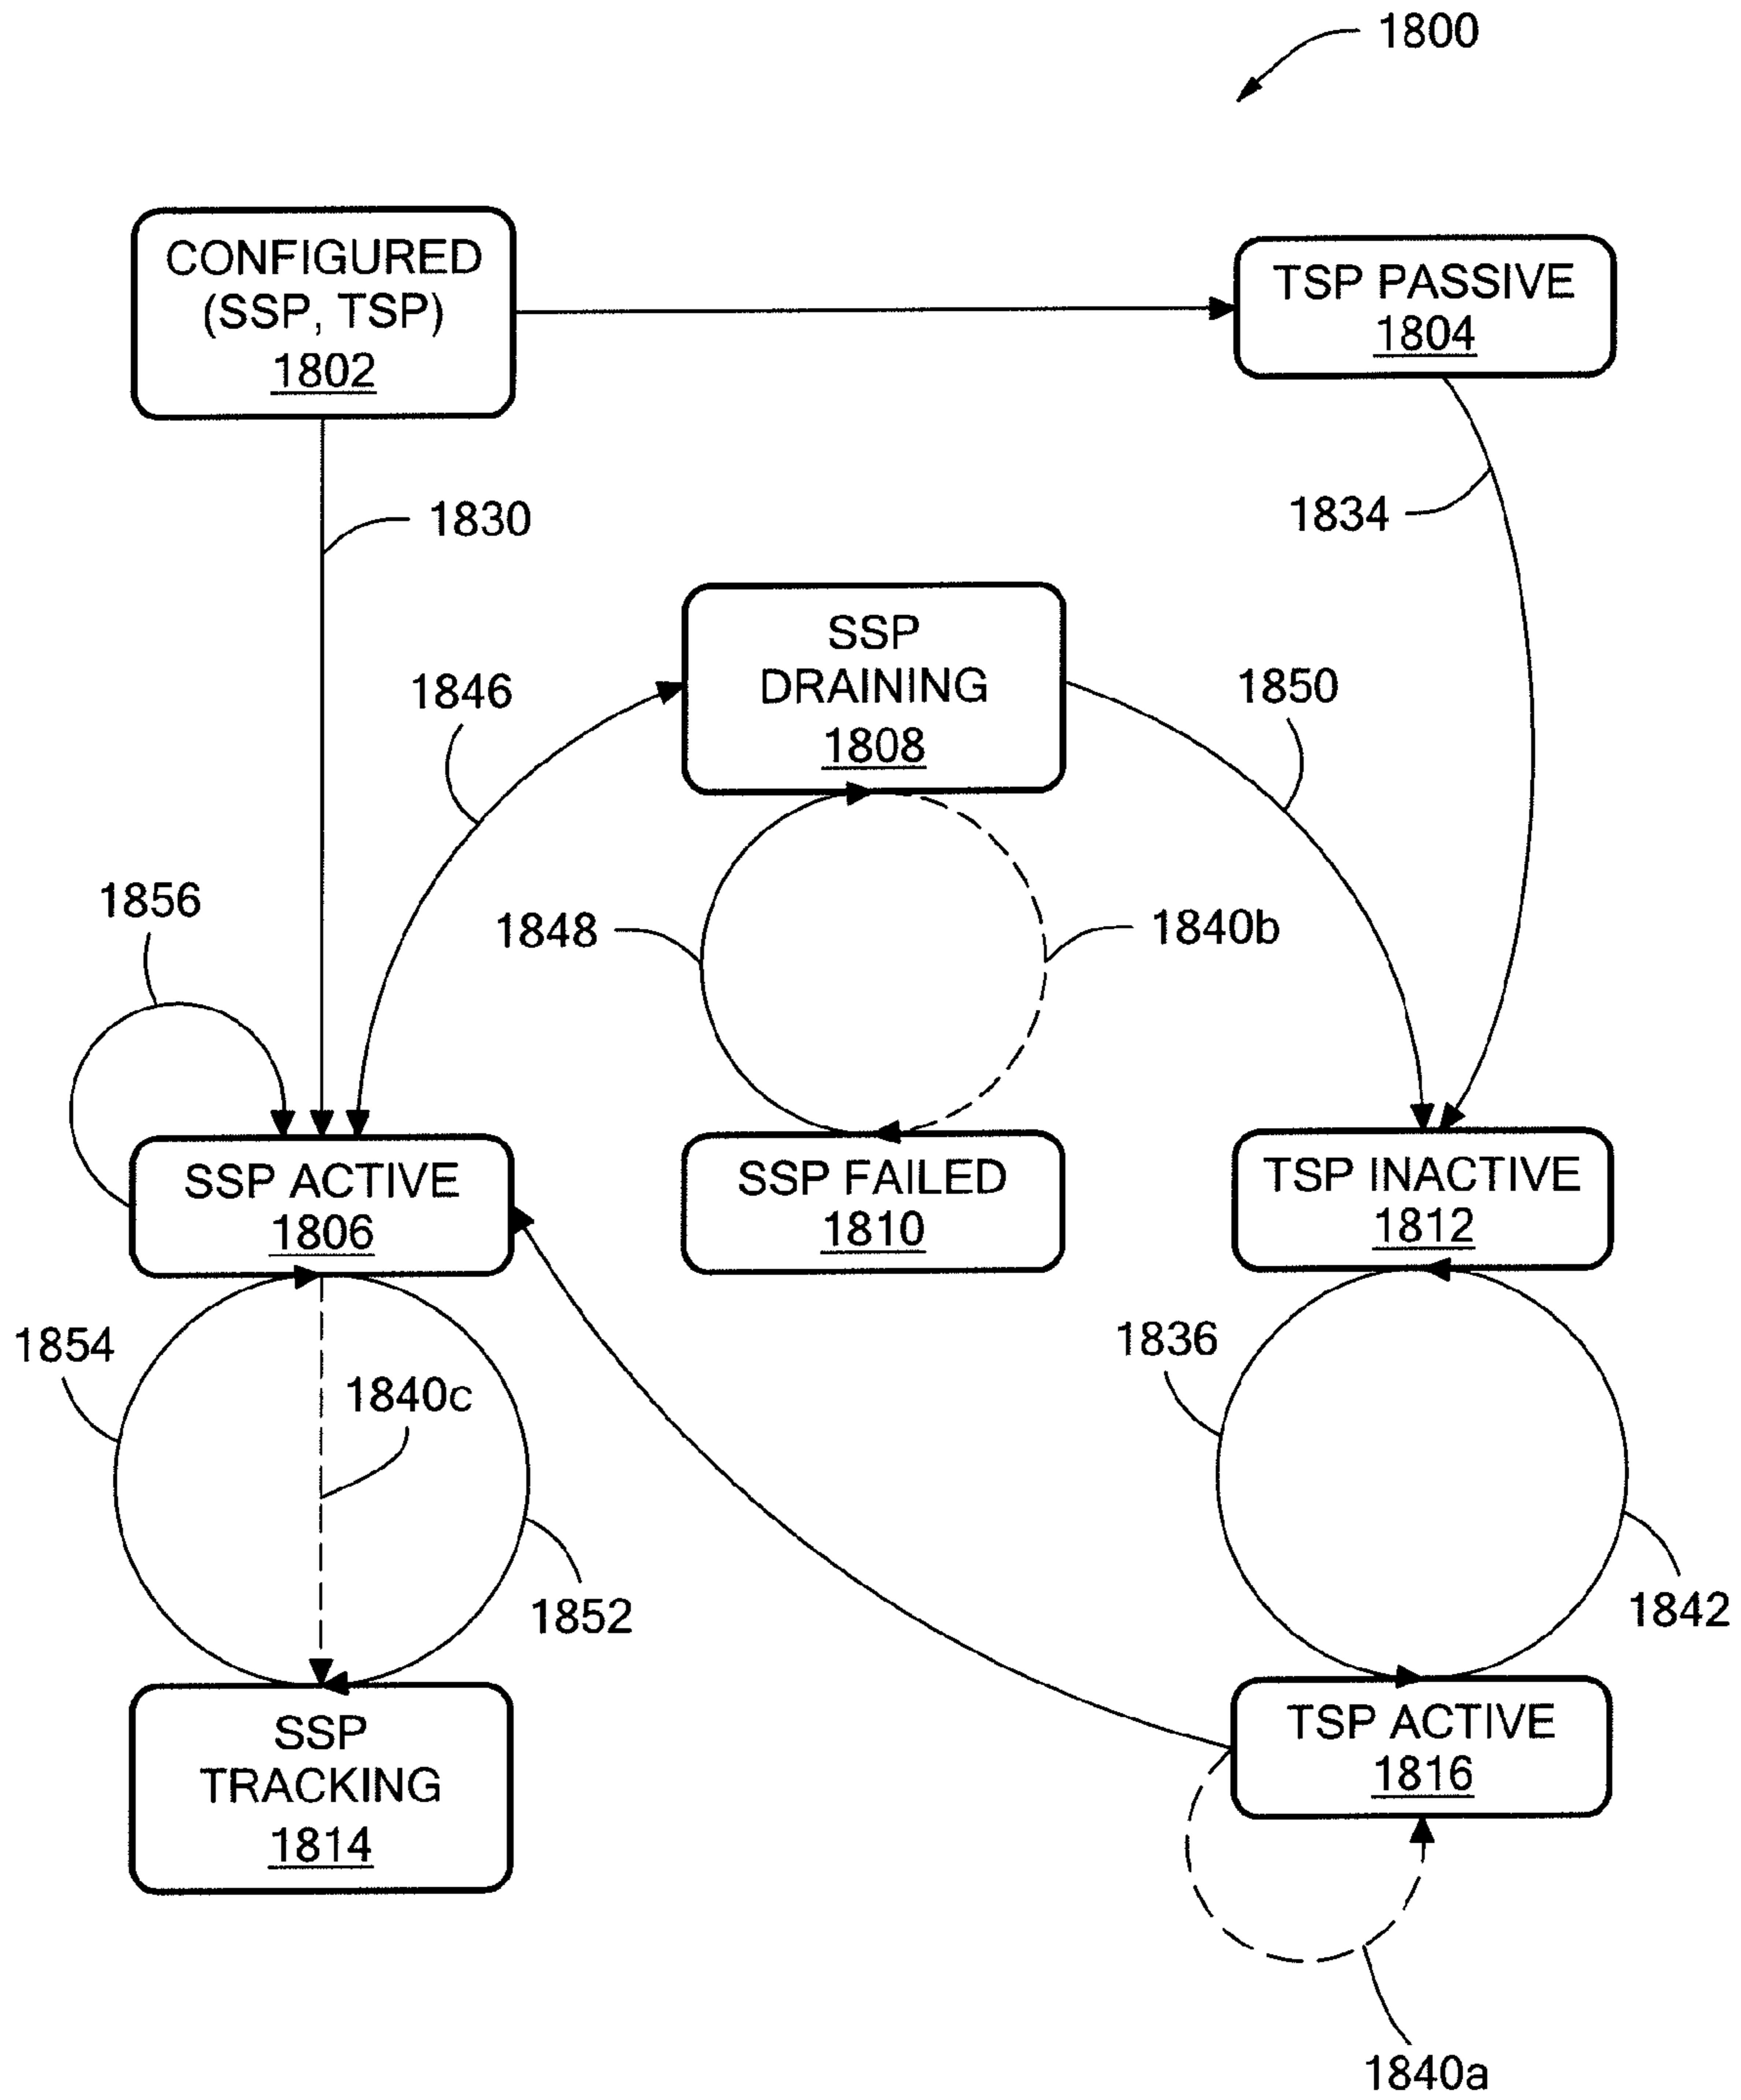 1800
CONFIGURED
(SSP, TSP)
1802
TSP PASSIVE
1804
1830
1834
SSP
DRAINING
1808
1846
1850
1856
1848
1840b
SSP ACTIVE
1806
SSP FAILED
1810
TSP INACTIVE
1812
1854
1840c
1836
1852
1842
SSP
TRACKING
1814
TSP ACTIVE
1816
1840a